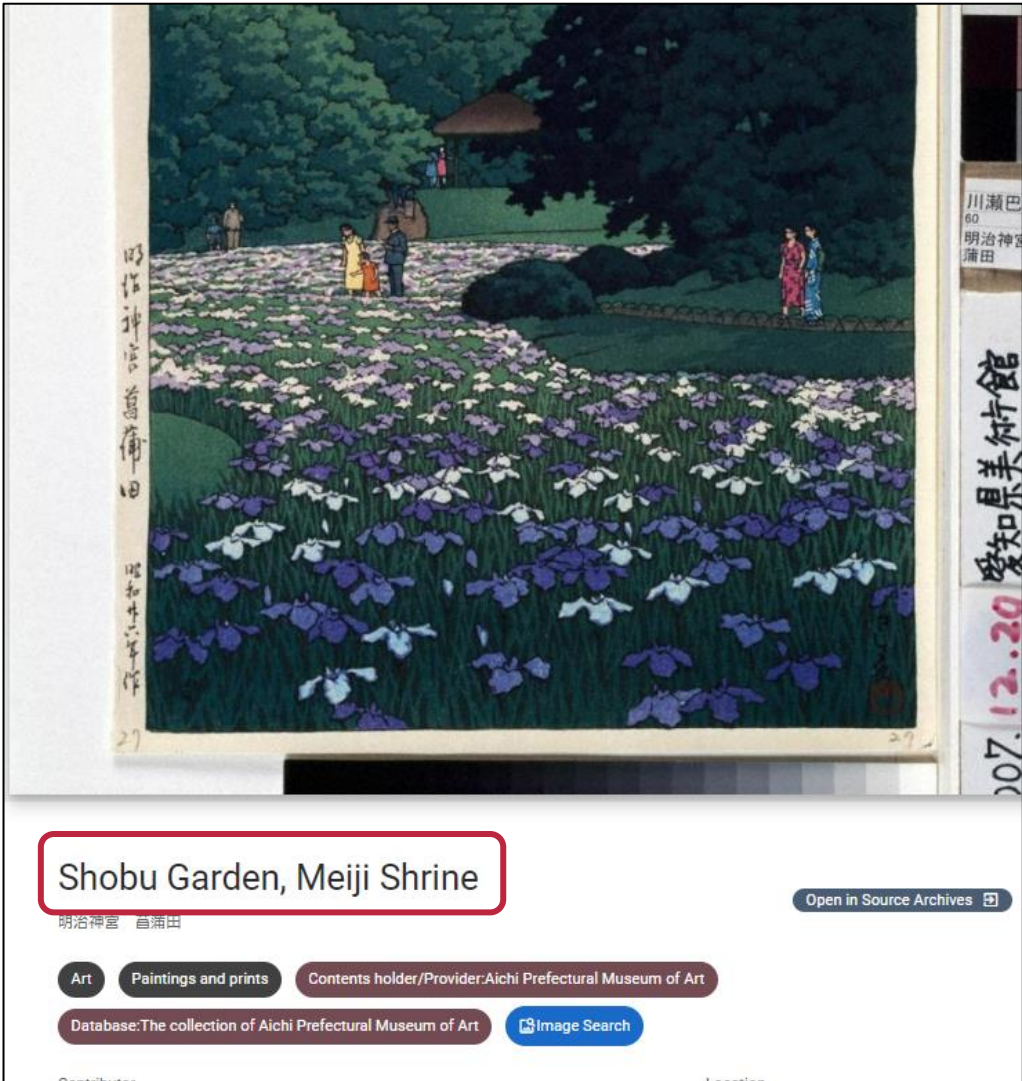 明治神宮 菖蒲田
昭和廿六年作
27
27
川瀬巴
60
明治神宮
蒲田
愛知県美術館
12.20
007.
Shobu Garden, Meiji Shrine
明治神宮 菖蒲田
Open in Source Archives
Art
Paintings and prints
Contents holder/Provider:Aichi Prefectural Museum of Art
Database:The collection of Aichi Prefectural Museum of Art
Image Search
Contributor
Location